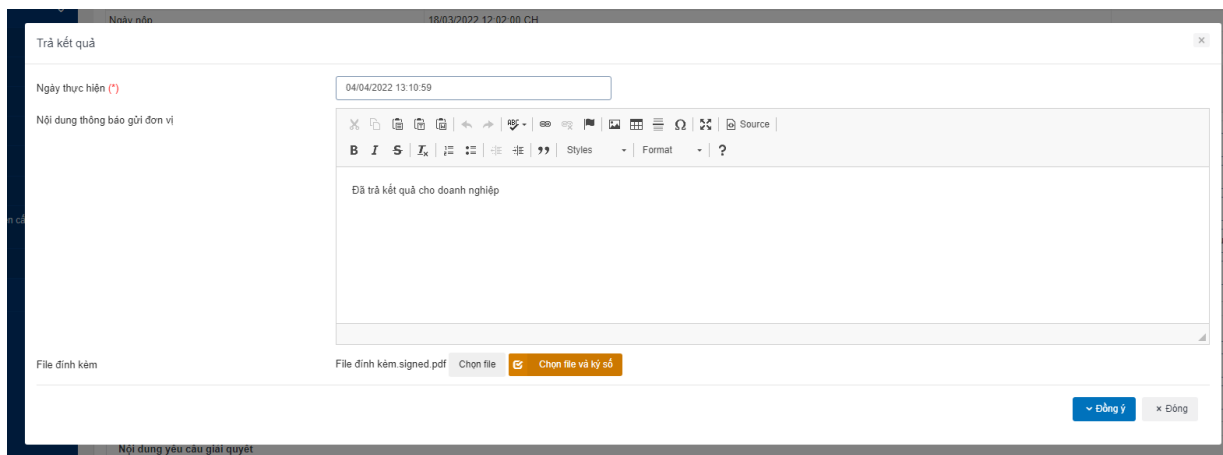 Ngày nộp 18/03/2022 12:02:00 CH
Trả kết quả ×
Ngày thực hiện (*) 04/04/2022 13:10:59
Nội dung thông báo gửi đơn vị
Source
B I S Ix Styles Format ?
Đã trả kết quả cho doanh nghiệp
File đính kèm File đính kèm.signed.pdf Chọn file Chọn file và ký số
Đồng ý × Đóng
Nội dung yêu cầu giải quyết